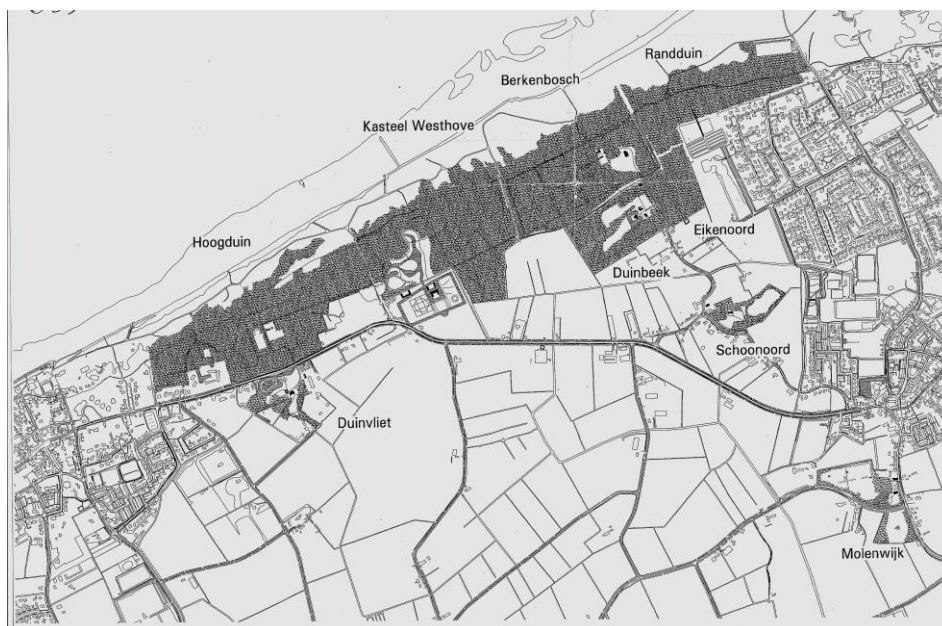 Randduin
Berkenbosch
Kasteel Westhove
Hoogduin
Eikenoord
Duinbeek
Schoonoord
Duinvliet
Molenwijk